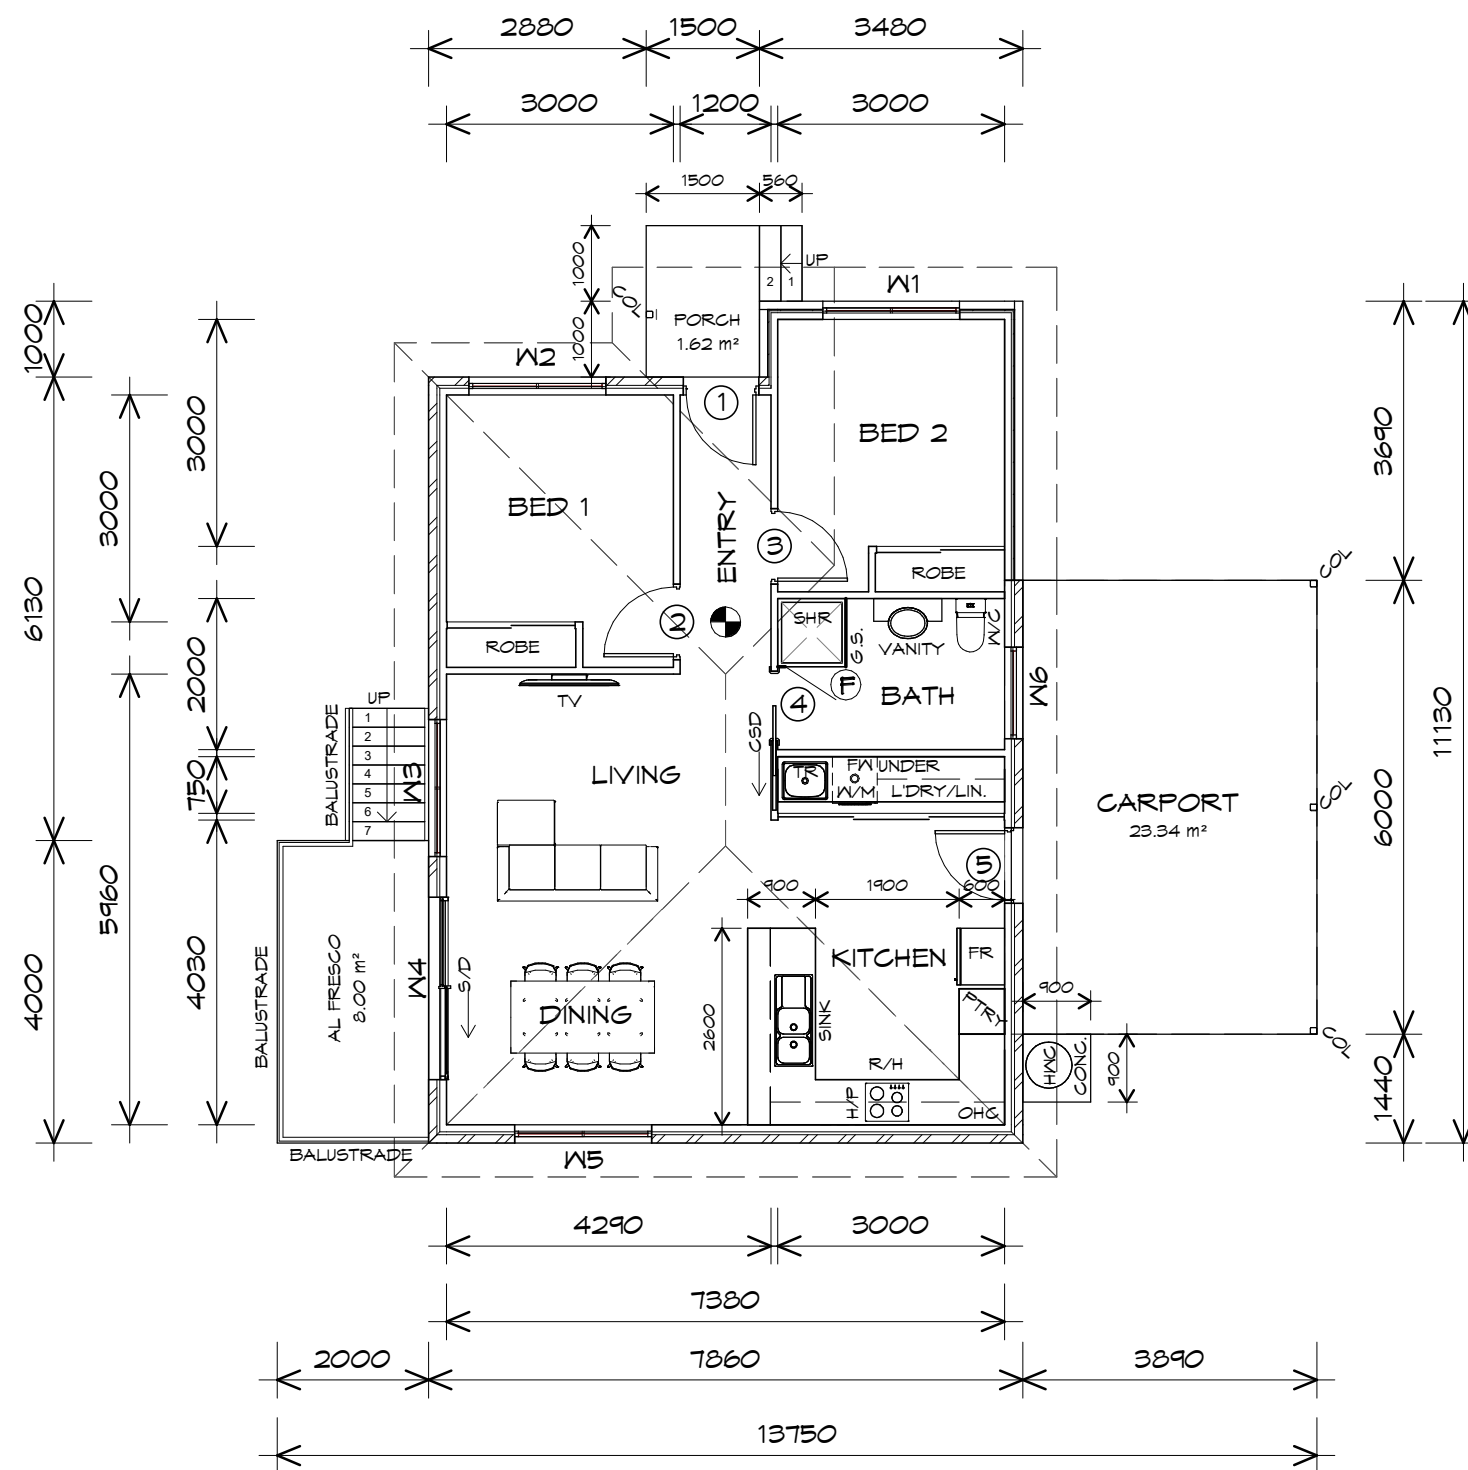 2880 1500 3480
3000 1200 3000
1500 560
1000
UP
2 1
W1
COL
PORCH
1.62 m²
1000
W2
1000
3000
3000
6130
1
BED 2
3690
BED 1
ENTRY
3
ROBE
COL
2
SHR
G.S.
VANITY
W/C
ROBE
TV
F
4
BATH
W6
2000
UP
1
2
3
4
5
6
7
BALUSTRADE
W3
750
LIVING
CSD
TR
FW UNDER
W/M
L'DRY/LIN.
CARPORT
23.34 m²
COL
6000
11130
5
900 1900 600
5960
4030
4000
BALUSTRADE
AL FRESCO
8.00 m²
W4
S/D
DINING
2600
KITCHEN
FR
SINK
PTRY
900
R/H
H/P
OHC
HWC
CONC.
900
COL
1440
BALUSTRADE
W5
4290 3000
7380
2000 7860 3890
13750